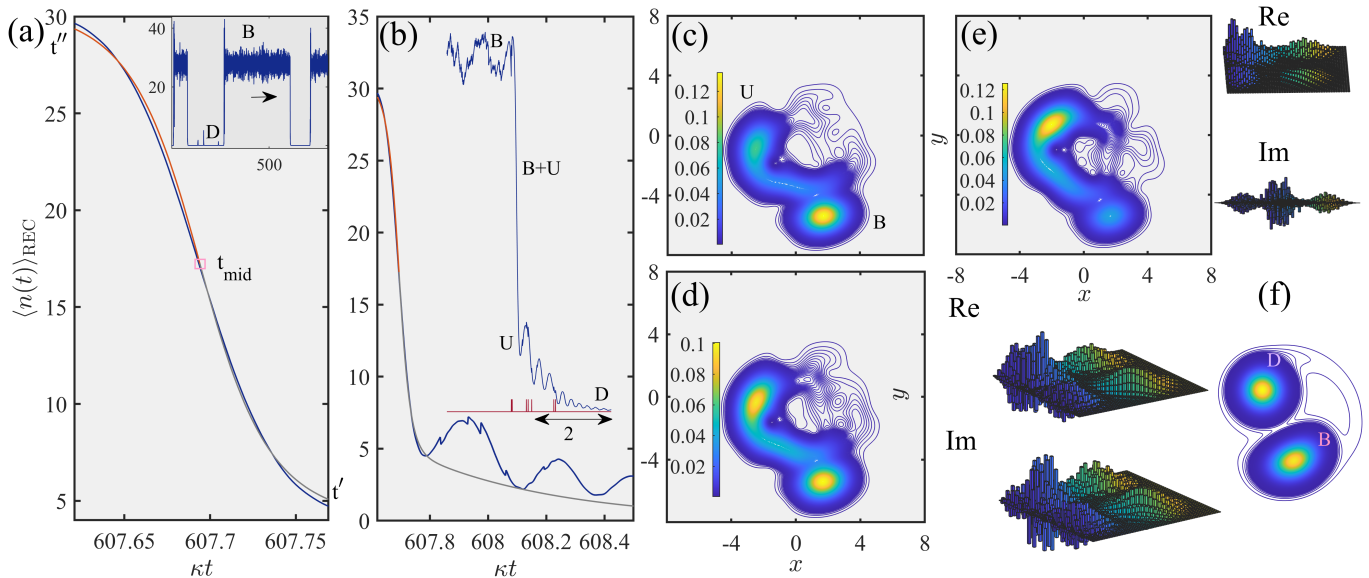 (a)
30
t''
25
20
15
10
5
⟨n(t)⟩REC
607.65
607.7
607.75
κt
t_mid
t'
40
20
B
D
500
(b)
35
30
25
20
15
10
5
0
607.8
608
608.2
608.4
κt
B
B+U
U
D
2
(c)
8
4
0
-4
-8
0.12
0.1
0.08
0.06
0.04
0.02
U
B
(d)
4
0
-4
0.1
0.08
0.06
0.04
0.02
-4
0
4
8
x
y
(e)
y
0.12
0.1
0.08
0.06
0.04
0.02
-8
-4
0
4
8
x
Re
Im
Re
Im
(f)
D
B